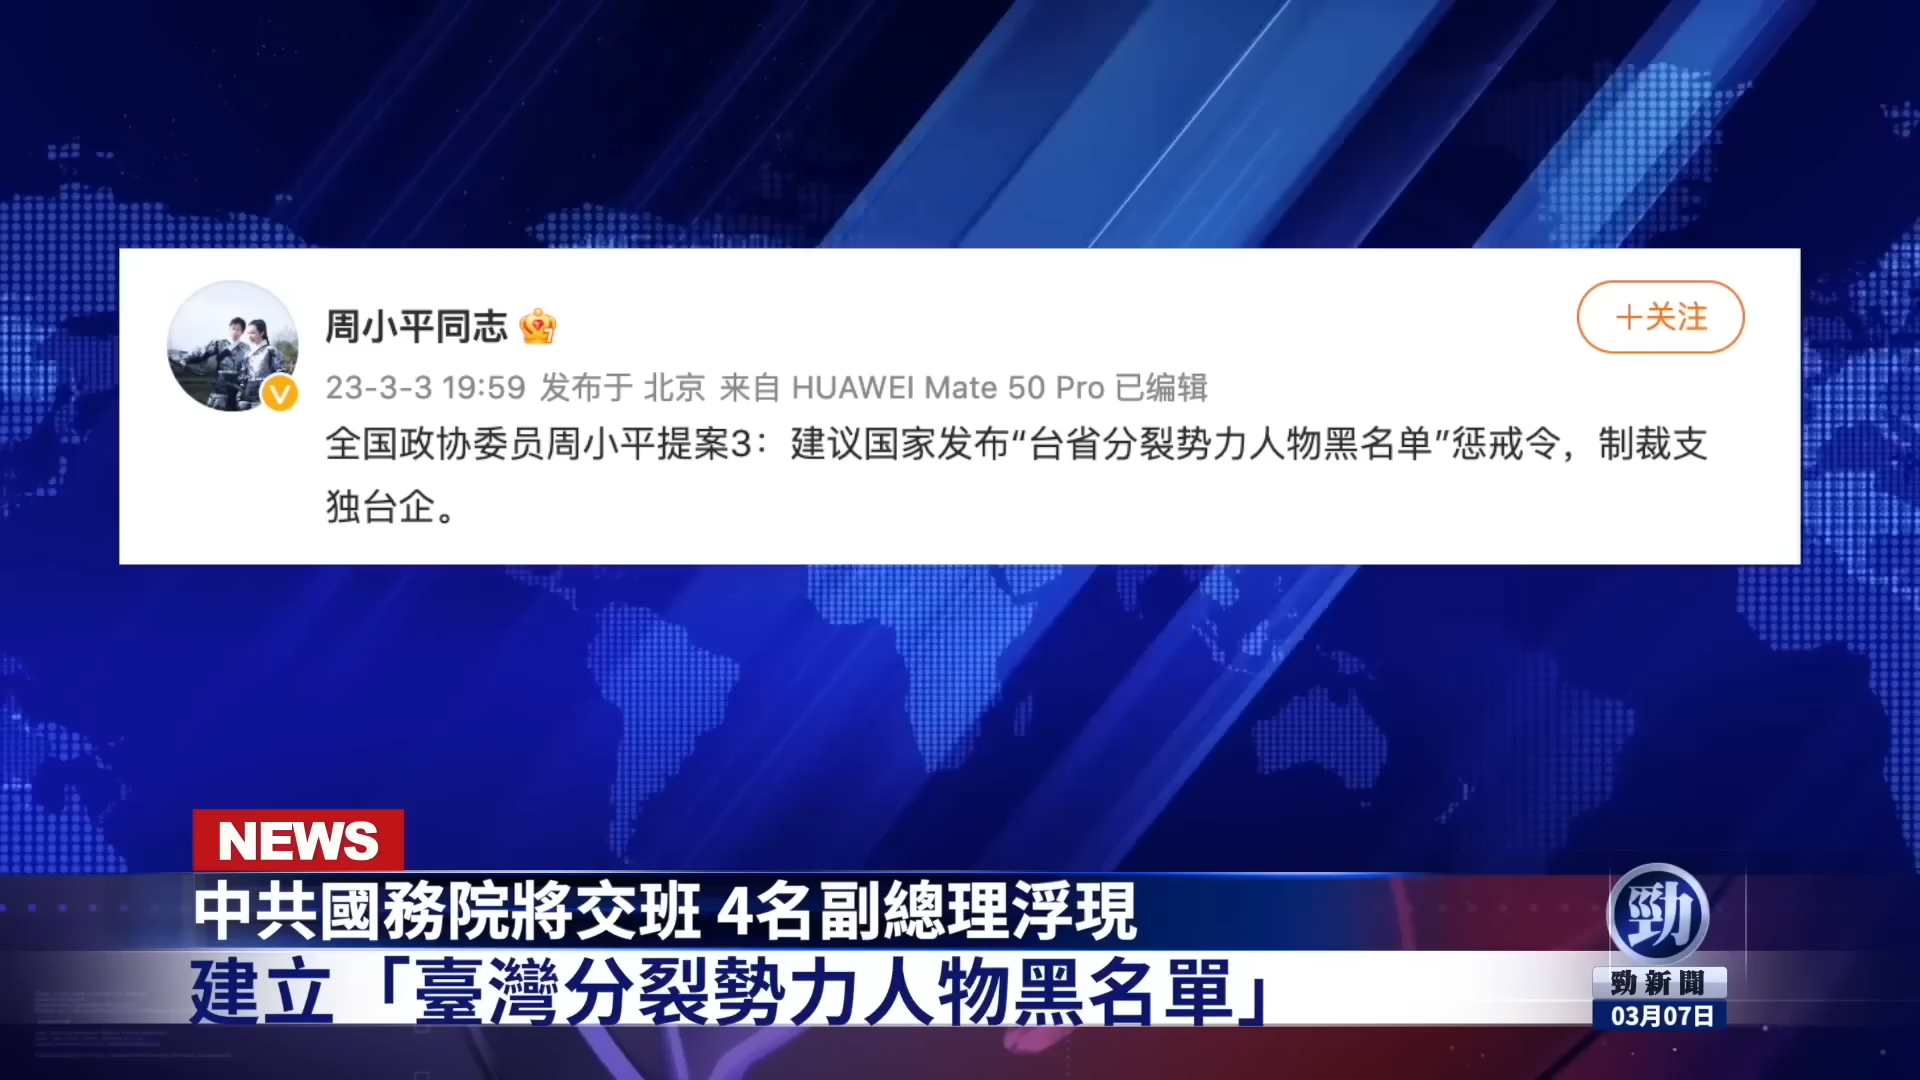 周小平同志
+关注
23-3-3 19:59 发布于 北京 来自 HUAWEI Mate 50 Pro 已编辑
全国政协委员周小平提案3：建议国家发布“台省分裂势力人物黑名单”惩戒令，制裁支
独台企。
NEWS
中共國務院將交班 4名副總理浮現
建立「臺灣分裂勢力人物黑名單」
勁
勁新聞
03月07日